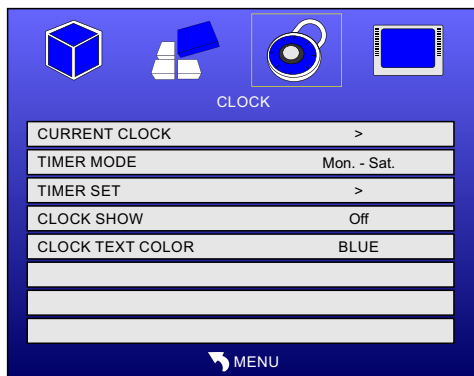 CLOCK
CURRENT CLOCK >
TIMER MODE Mon. - Sat.
TIMER SET >
CLOCK SHOW Off
CLOCK TEXT COLOR BLUE
MENU